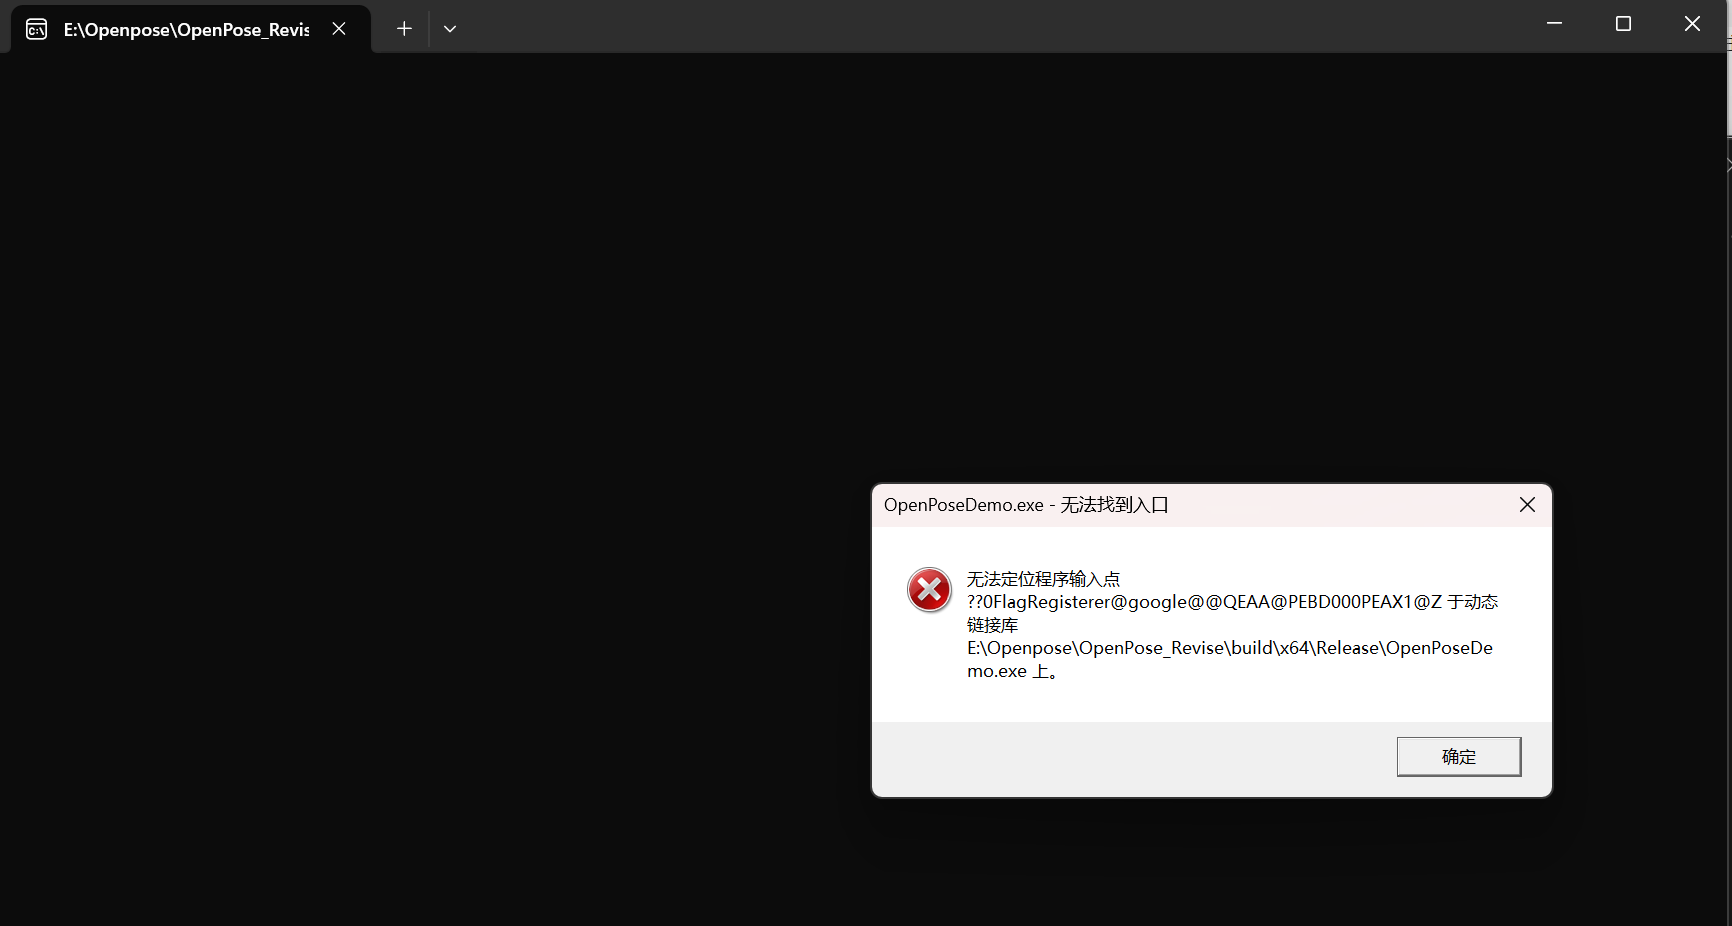 E:\Openpose\OpenPose_Revis
OpenPoseDemo.exe - 无法找到入口
无法定位程序输入点
??0FlagRegisterer@google@@QEAA@PEBD000PEAX1@Z 于动态
链接库
E:\Openpose\OpenPose_Revise\build\x64\Release\OpenPoseDe
mo.exe 上。
确定